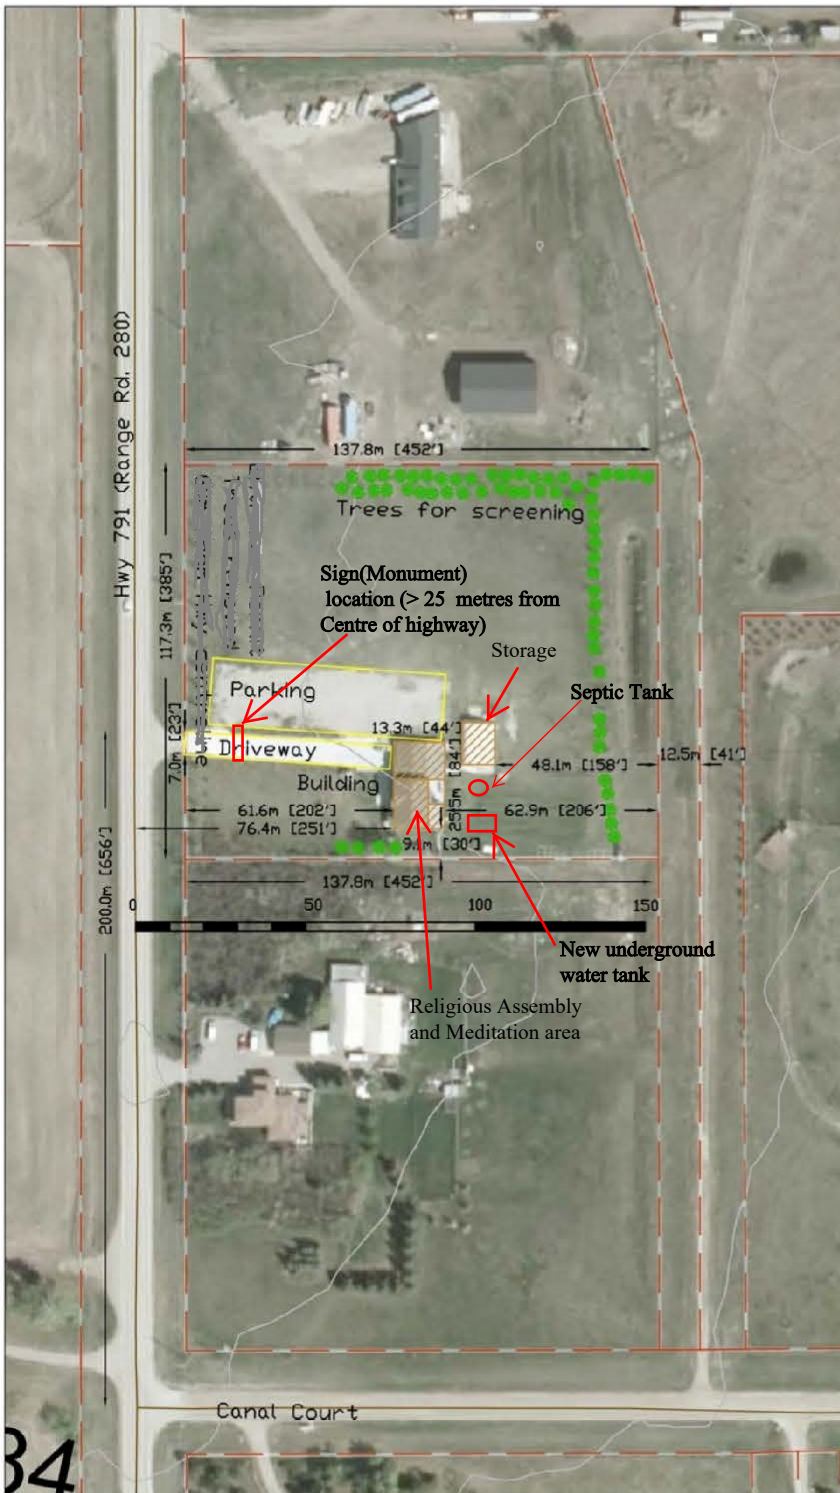 Hwy 791 (Range Rd. 280)
137.8m [452']
Trees for screening
117.3m [385']
Sign(Monument)
location (> 25 metres from
Centre of highway)
Storage
Septic Tank
Parking
13.3m [44']
7.0m [23']
Driveway
25.5m [84']
48.1m [158']
12.5m [41']
Building
61.6m [202']
62.9m [206']
76.4m [251']
[30']
200.0m [656']
137.8m [452']
0 50 100 150
New underground
water tank
Religious Assembly
and Meditation area
Canal Court
34